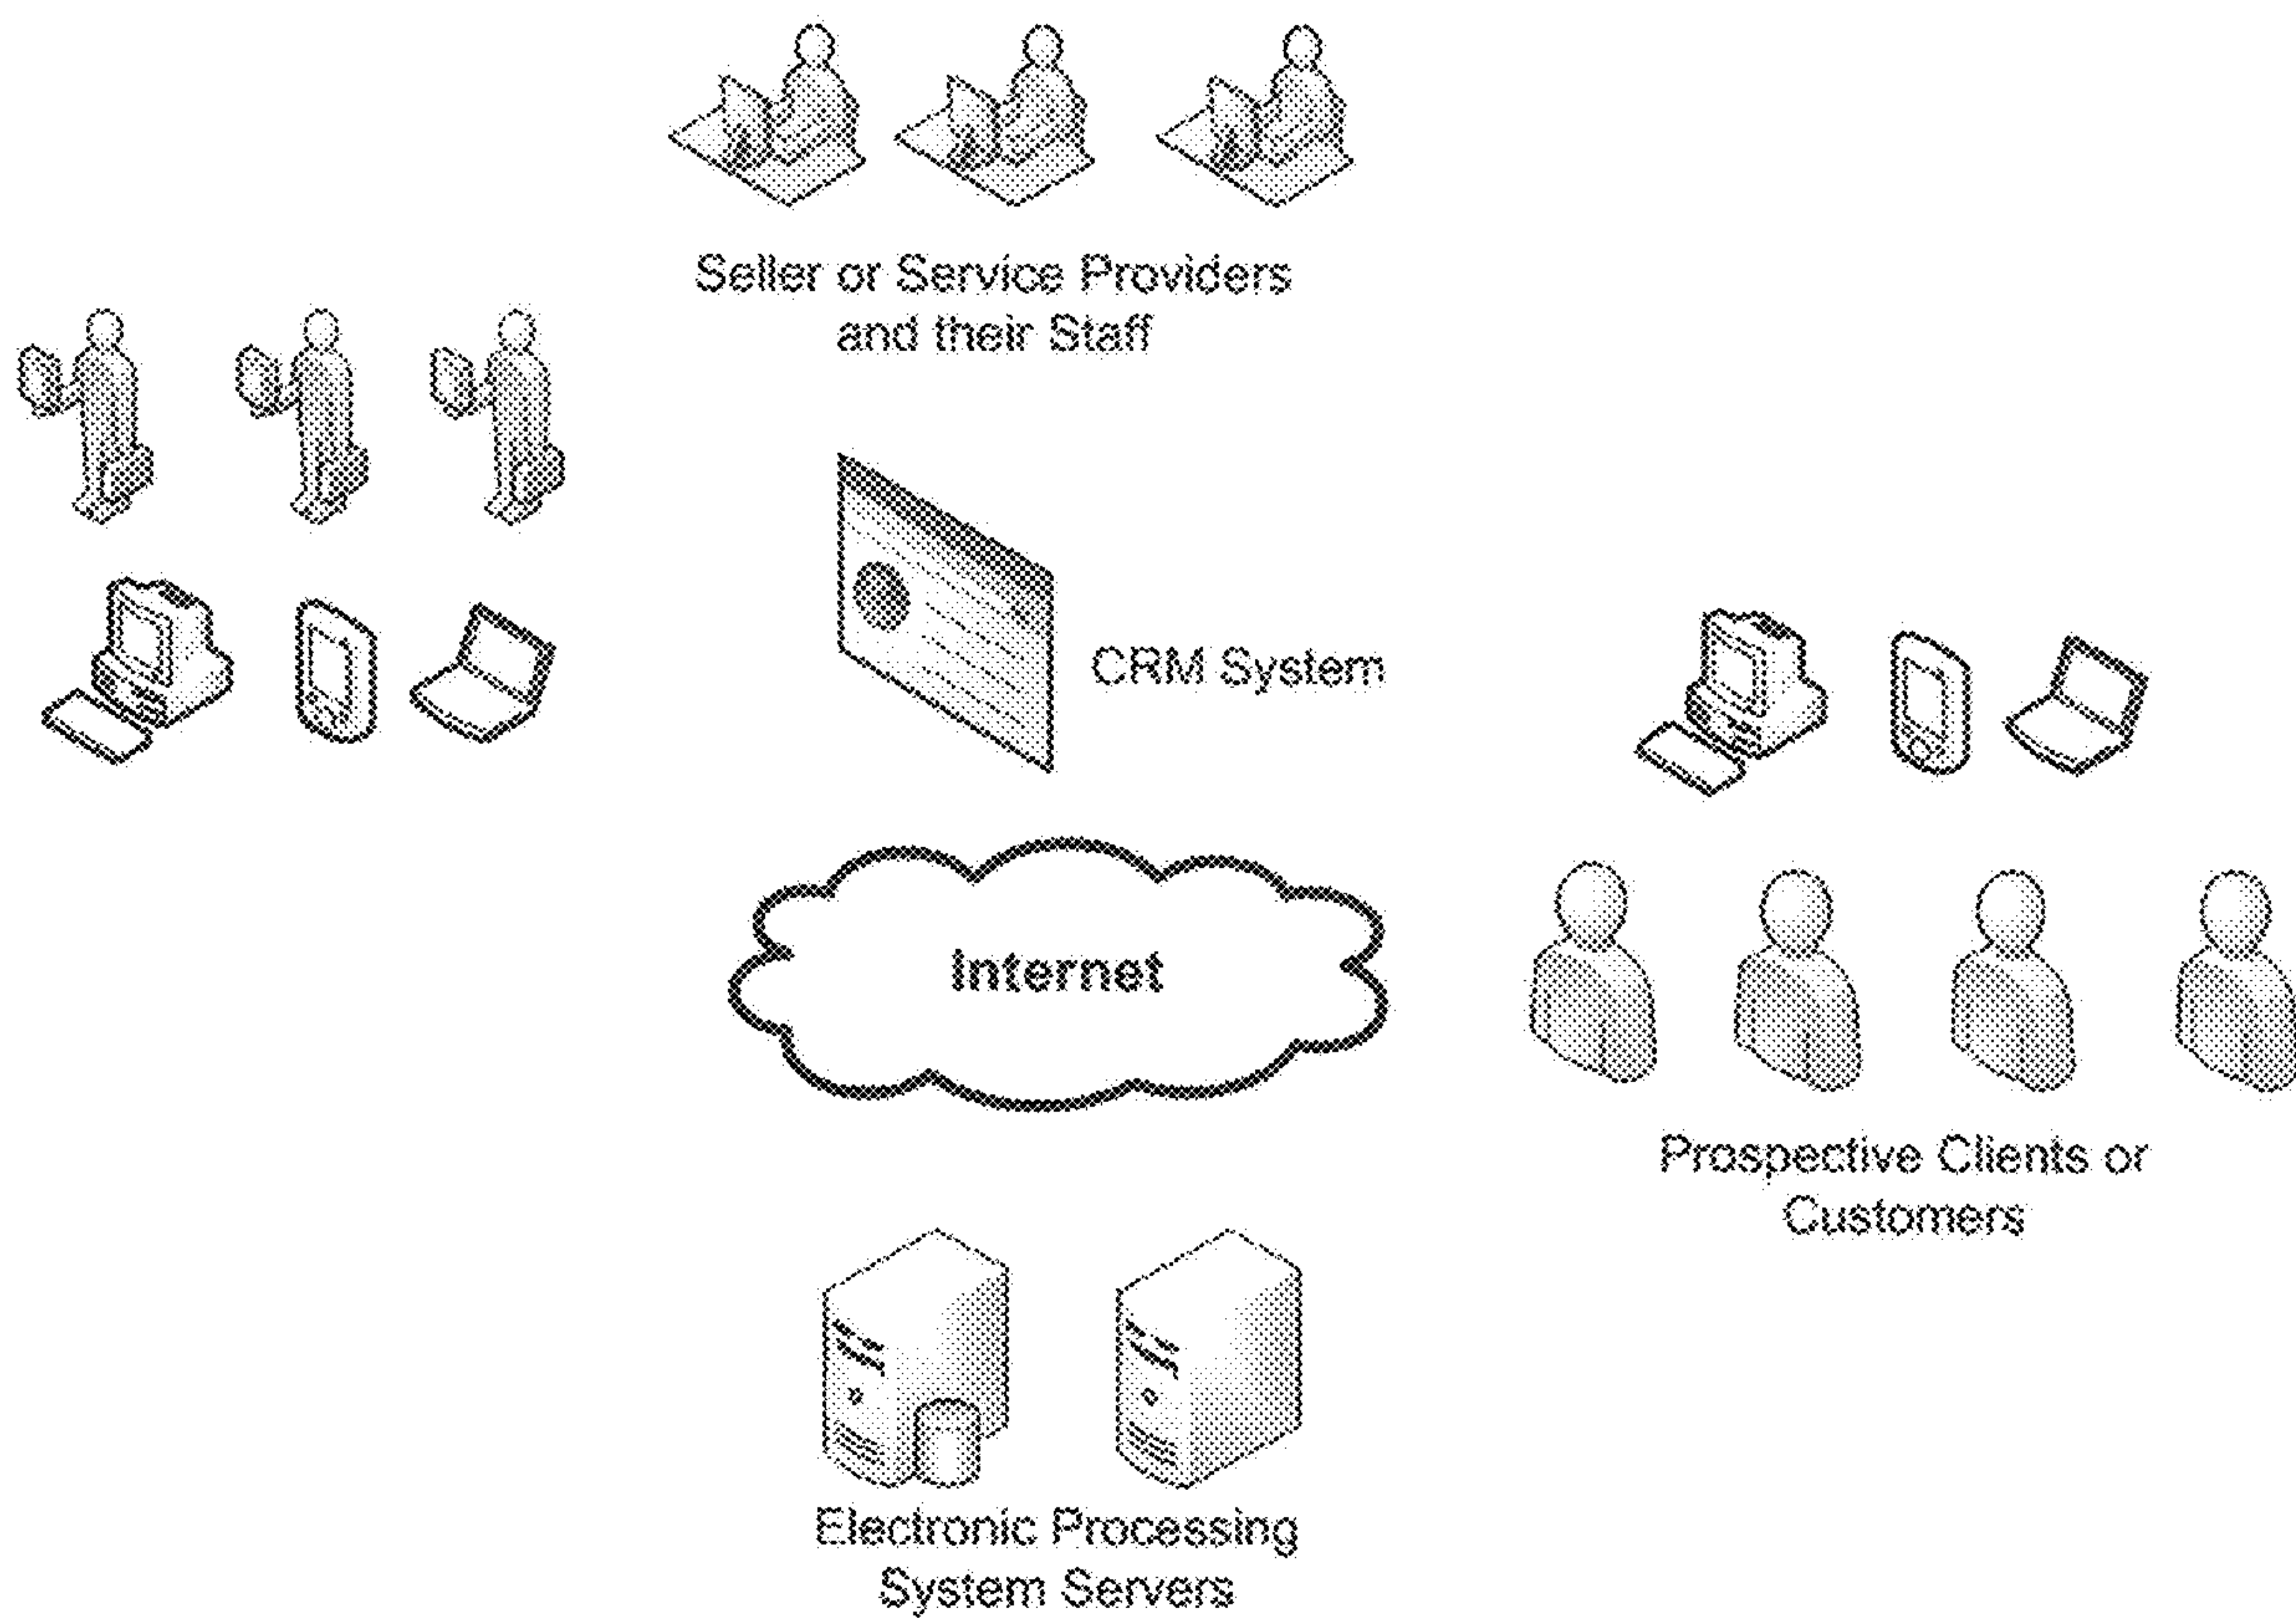 Seller or Service Providers
and their Staff
CRM System
Internet
Prospective Clients or
Customers
Electronic Processing
System Servers